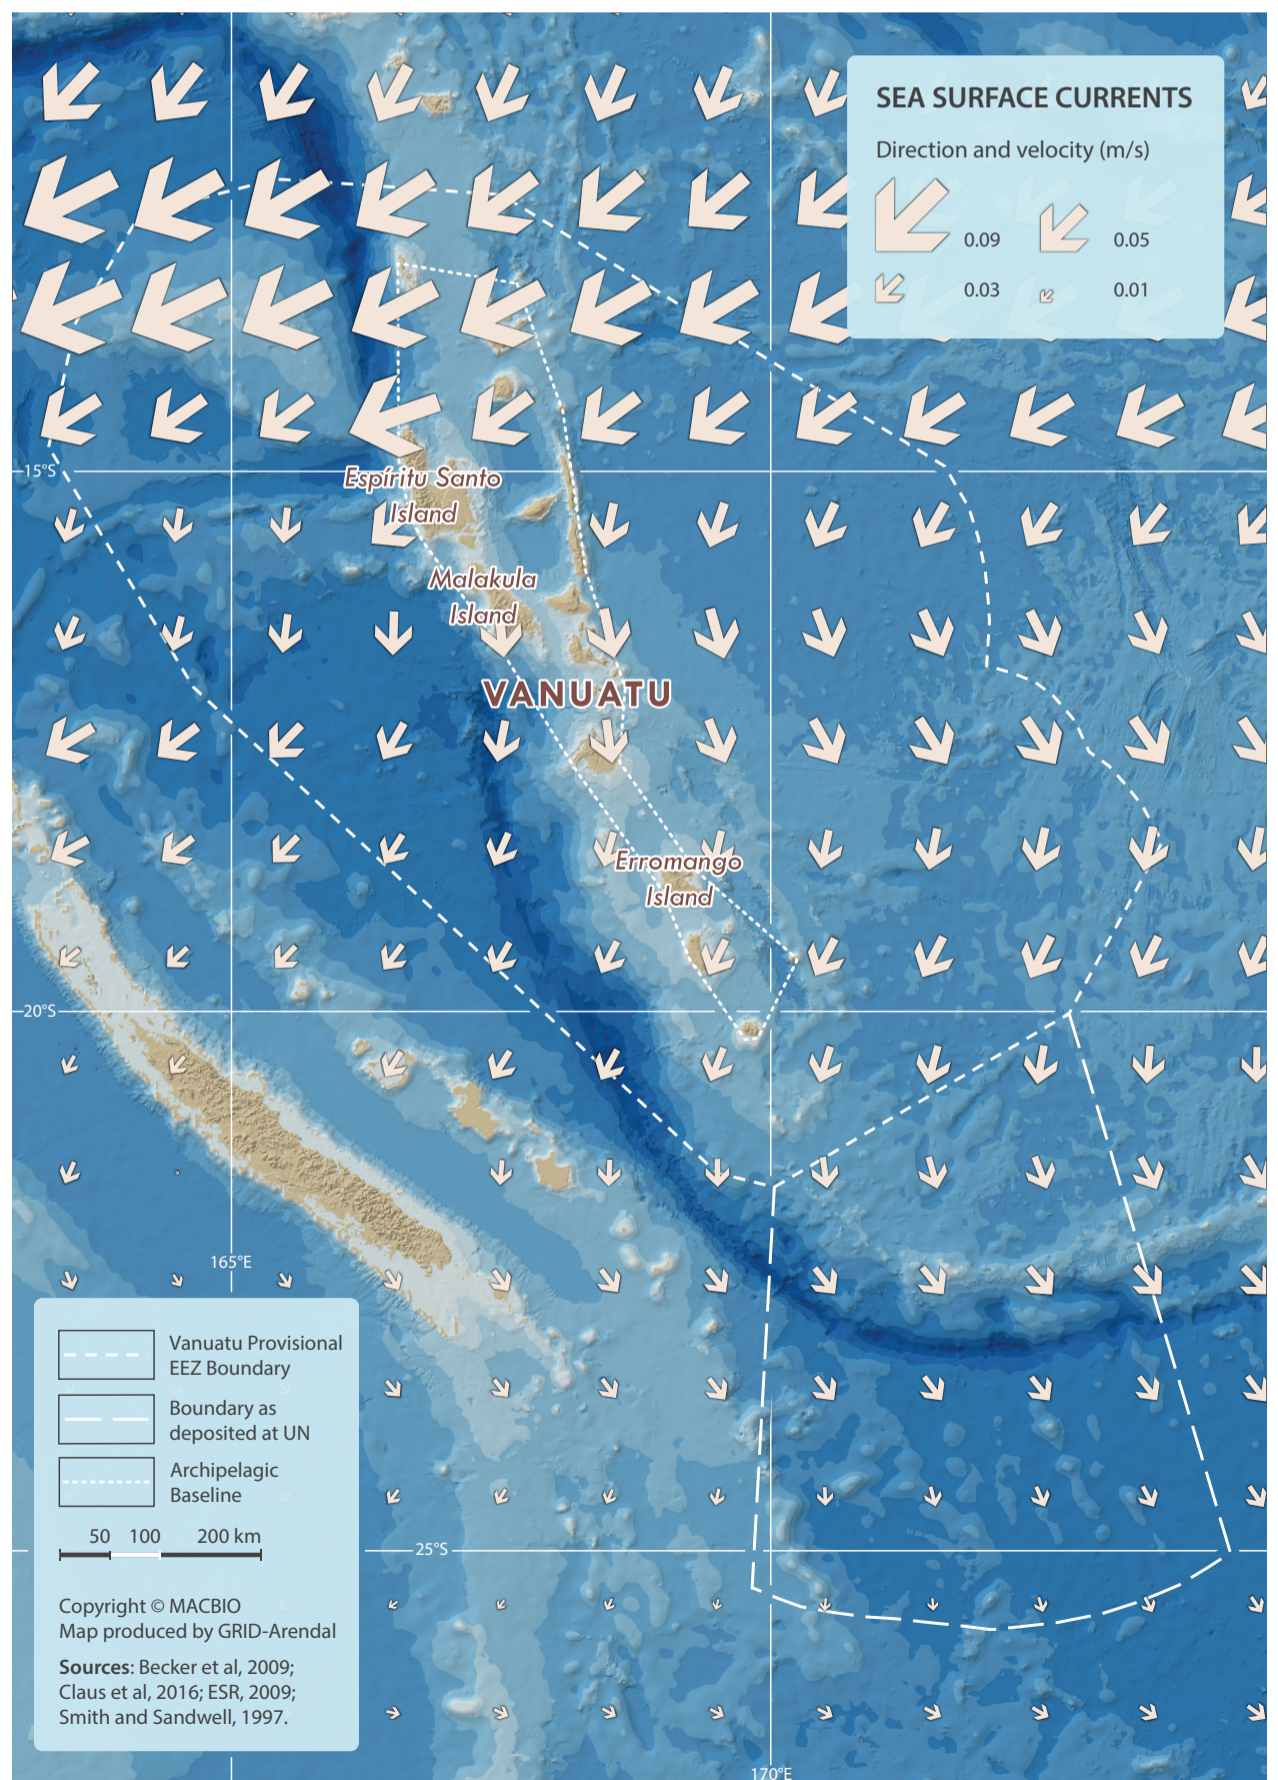 SEA SURFACE CURRENTS
Direction and velocity (m/s)
0.09
0.05
0.03
0.01
15°S
Espíritu Santo
Island
Malakula
Island
VANUATU
Erromango
Island
20°S
165°E
Vanuatu Provisional
EEZ Boundary
Boundary as
deposited at UN
Archipelagic
Baseline
50 100 200 km
25°S
Copyright © MACBIO
Map produced by GRID-Arendal
Sources: Becker et al, 2009;
Claus et al, 2016; ESR, 2009;
Smith and Sandwell, 1997.
170°E